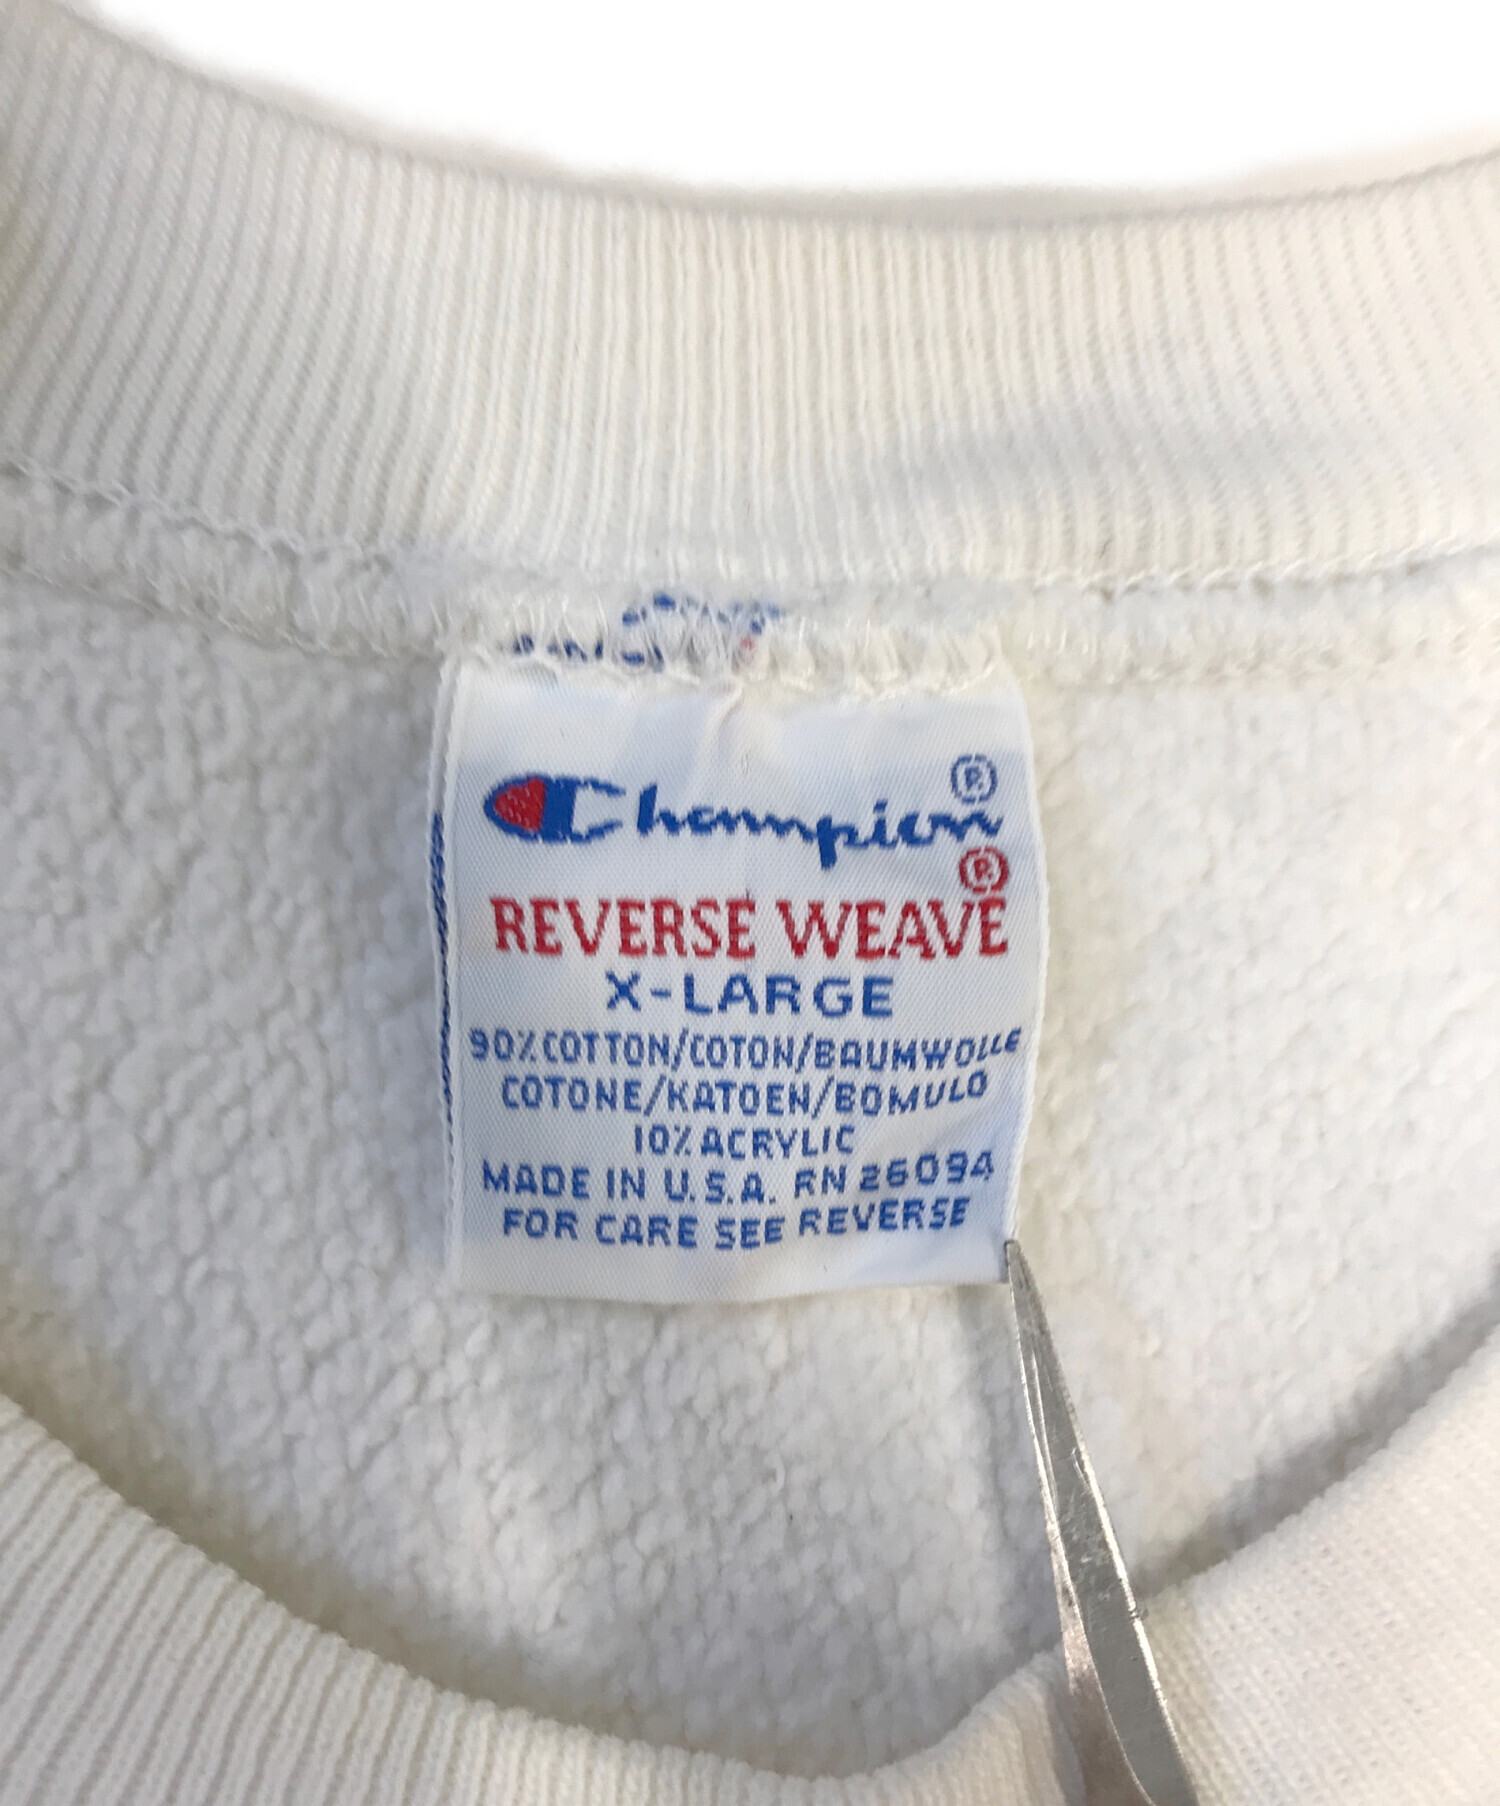 Champion®
®
REVERSE WEAVE
X-LARGE
90% COTTON/COTON/BAUMWOLLE
COTONE/KATOEN/BOMULD
10% ACRYLIC
MADE IN U.S.A. RN 26094
FOR CARE SEE REVERSE